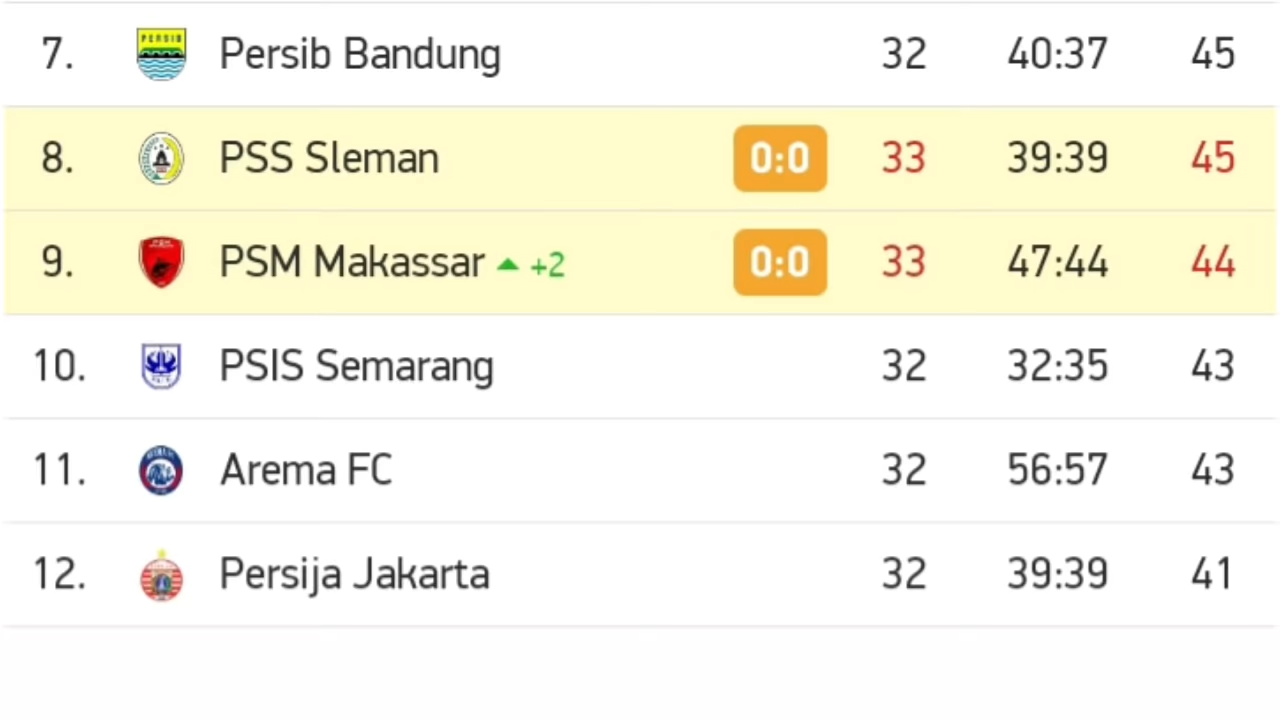 7. PERSIB Persib Bandung 32 40:37 45
8. PSS Sleman 0:0 33 39:39 45
9. PSM PSM Makassar +2 0:0 33 47:44 44
10. PSIS Semarang 32 32:35 43
11. Arema FC 32 56:57 43
12. Persija Jakarta 32 39:39 41